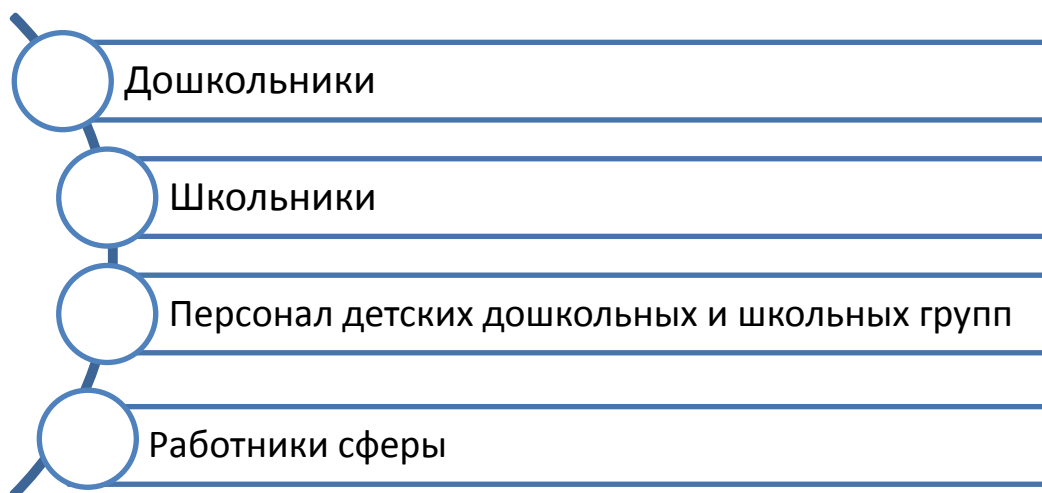 Дошкольники
Школьники
Персонал детских дошкольных и школьных групп
Работники сферы